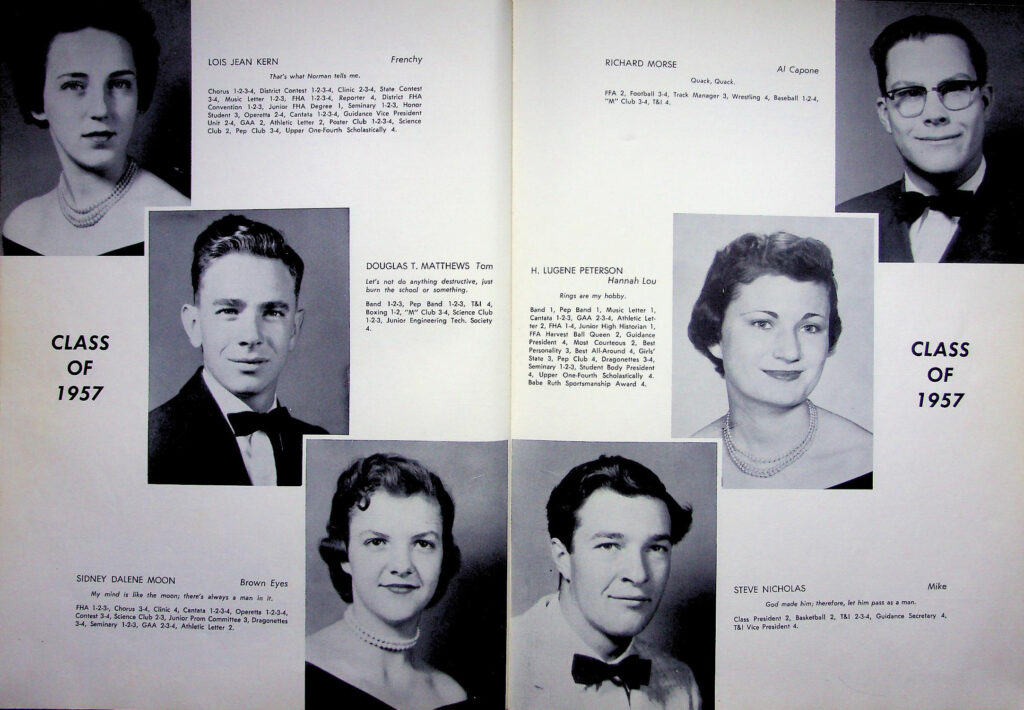 LOIS JEAN KERN Frenchy
That's what Norman tells me.
Chorus 1-2-3-4, District Contest 1-2-3-4, Clinic 2-3-4, State Contest
3-4, Music Letter 1-2-3, FHA 1-2-3-4, Reporter 4, District FHA
Convention 1-2-3, Junior FHA Degree 1, Seminary 1-2-3, Honor
Student 3, Operetta 2-4, Cantata 1-2-3-4, Guidance Vice President
Unit 2-4, GAA 2, Athletic Letter 2, Poster Club 1-2-3-4, Science
Club 2, Pep Club 3-4, Upper One-Fourth Scholastically 4.
DOUGLAS T. MATTHEWS Tom
Let's not do anything destructive, just
burn the school or something.
Band 1-2-3, Pep Band 1-2-3, T&I 4,
Boxing 1-2, "M" Club 3-4, Science Club
1-2-3, Junior Engineering Tech. Society
4.
CLASS
OF
1957
SIDNEY DALENE MOON Brown Eyes
My mind is like the moon; there's always a man in it.
FHA 1-2-3-, Chorus 3-4, Clinic 4, Cantata 1-2-3-4, Operetta 1-2-3-4,
Contest 3-4, Science Club 2-3, Junior Prom Committee 3, Dragonettes
3-4, Seminary 1-2-3, GAA 2-3-4, Athletic Letter 2.
RICHARD MORSE Al Capone
Quack, Quack.
FFA 2, Football 3-4, Track Manager 3, Wrestling 4, Baseball 1-2-4,
"M" Club 3-4, T&I 4.
H. LUGENE PETERSON
Hannah Lou
Rings are my hobby.
Band 1, Pep Band 1, Music Letter 1,
Cantata 1-2-3, GAA 2-3-4, Athletic Let-
ter 2, FHA 1-4, Junior High Historian 1,
FFA Harvest Ball Queen 2, Guidance
President 4, Most Courteous 2, Best
Personality 3, Best All-Around 4, Girls'
State 3, Pep Club 4, Dragonettes 3-4,
Seminary 1-2-3, Student Body President
4, Upper One-Fourth Scholastically 4.
Babe Ruth Sportsmanship Award 4.
CLASS
OF
1957
STEVE NICHOLAS Mike
God made him; therefore, let him pass as a man.
Class President 2, Basketball 2, T&I 2-3-4, Guidance Secretary 4,
T&I Vice President 4.